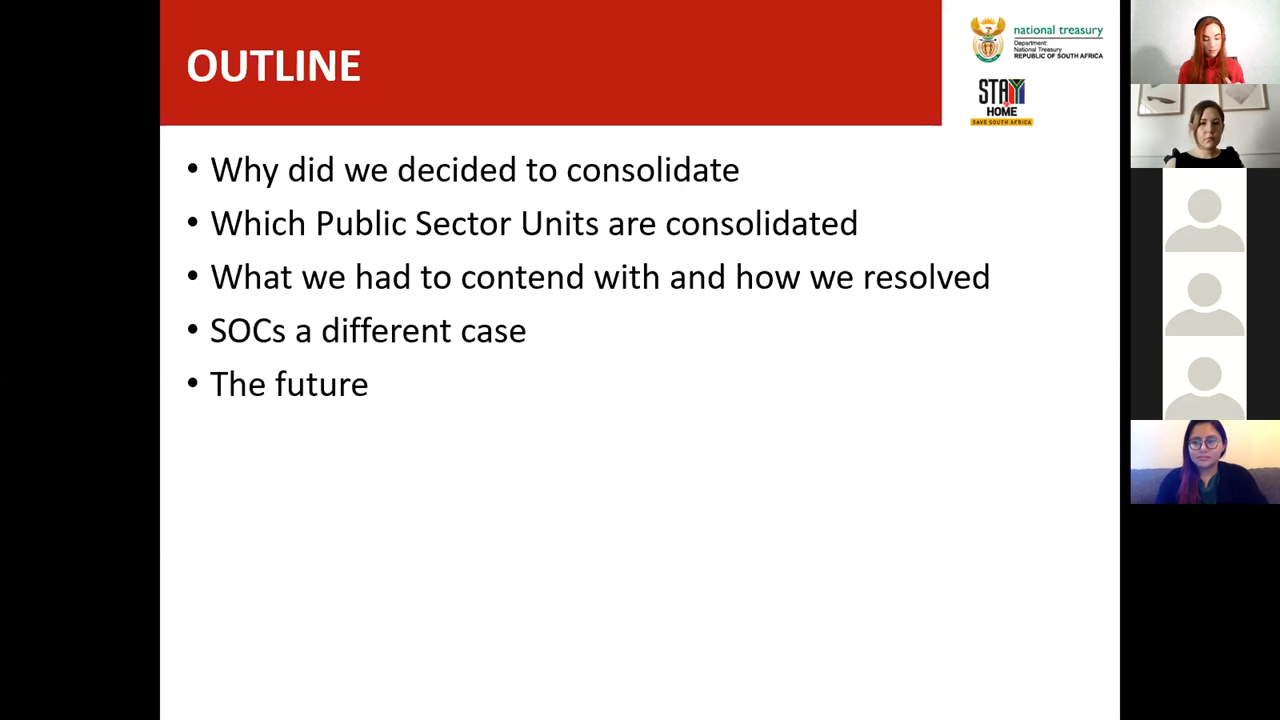 OUTLINE
national treasury
Department:
National Treasury
REPUBLIC OF SOUTH AFRICA
STAY
HOME
SAVE SOUTH AFRICA
• Why did we decided to consolidate
• Which Public Sector Units are consolidated
• What we had to contend with and how we resolved
• SOCs a different case
• The future